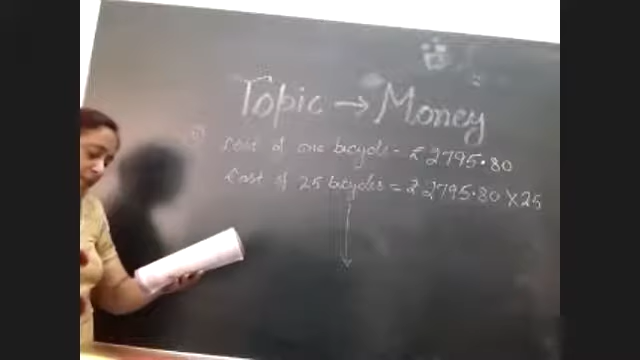 Topic → Money
Cost of one bicycle = ₹ 2795.80
Cost of 25 bicycles = ₹ 2795.80 × 25